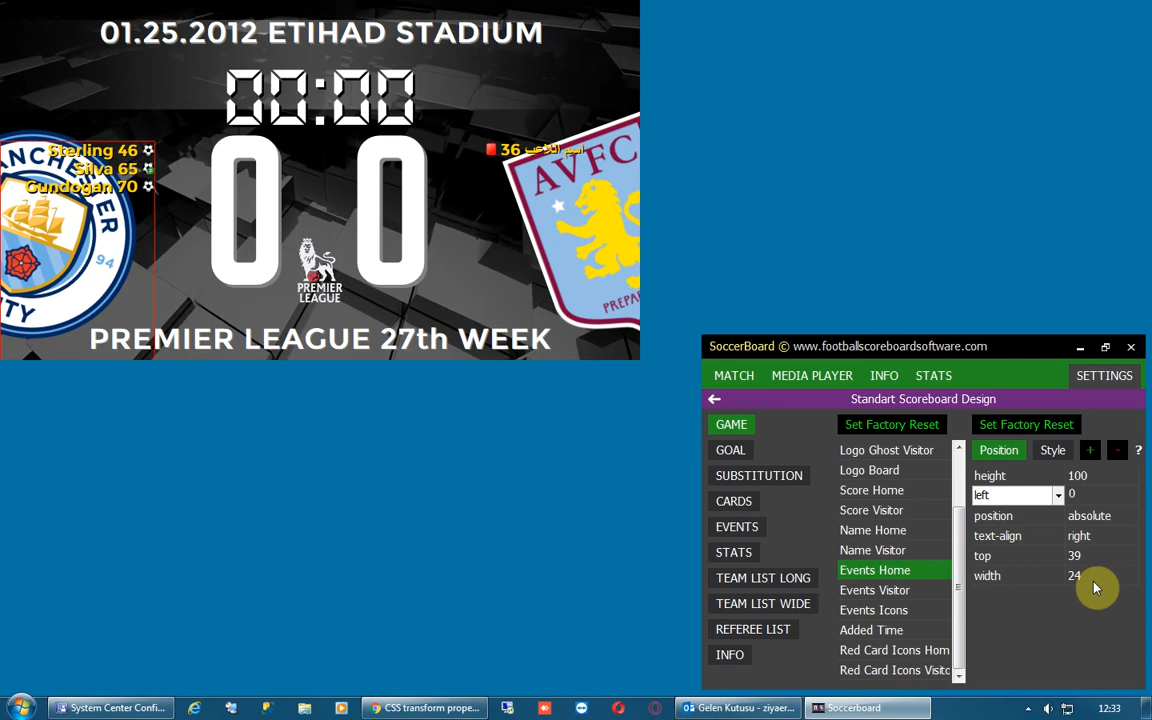 01.25.2012 ETIHAD STADIUM
00:00
Sterling 46
Silva 65
Gundogan 70
36 اسم اللاعب
0 0
94
AVFC
PREPA
PREMIER
LEAGUE
PREMIER LEAGUE 27th WEEK
SoccerBoard © www.footballscoreboardsoftware.com
MATCH MEDIA PLAYER INFO STATS SETTINGS
Standart Scoreboard Design
GAME
GOAL
SUBSTITUTION
CARDS
EVENTS
STATS
TEAM LIST LONG
TEAM LIST WIDE
REFEREE LIST
INFO
Set Factory Reset
Logo Ghost Visitor
Logo Board
Score Home
Score Visitor
Name Home
Name Visitor
Events Home
Events Visitor
Events Icons
Added Time
Red Card Icons Hom
Red Card Icons Visito
Set Factory Reset
Position Style + - ?
height 100
left 0
position absolute
text-align right
top 39
width 24
System Center Confi...
CSS transform prope...
Gelen Kutusu - ziyaer...
Soccerboard
12:33